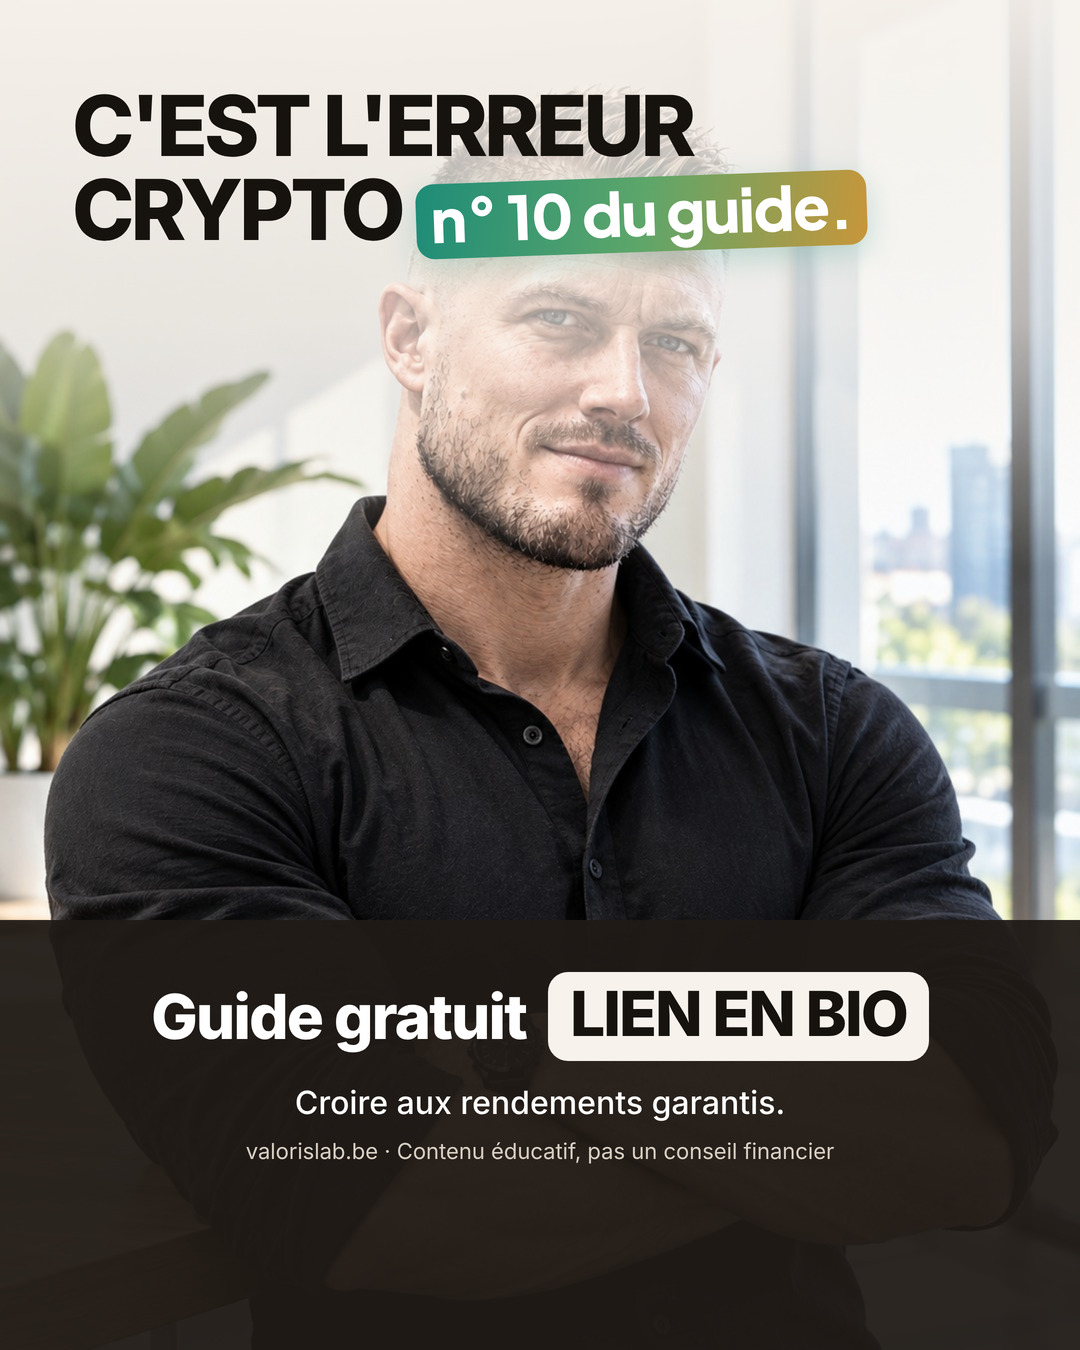 C'EST L'ERREUR
CRYPTO n° 10 du guide.
Guide gratuit LIEN EN BIO
Croire aux rendements garantis.
valorislab.be · Contenu éducatif, pas un conseil financier